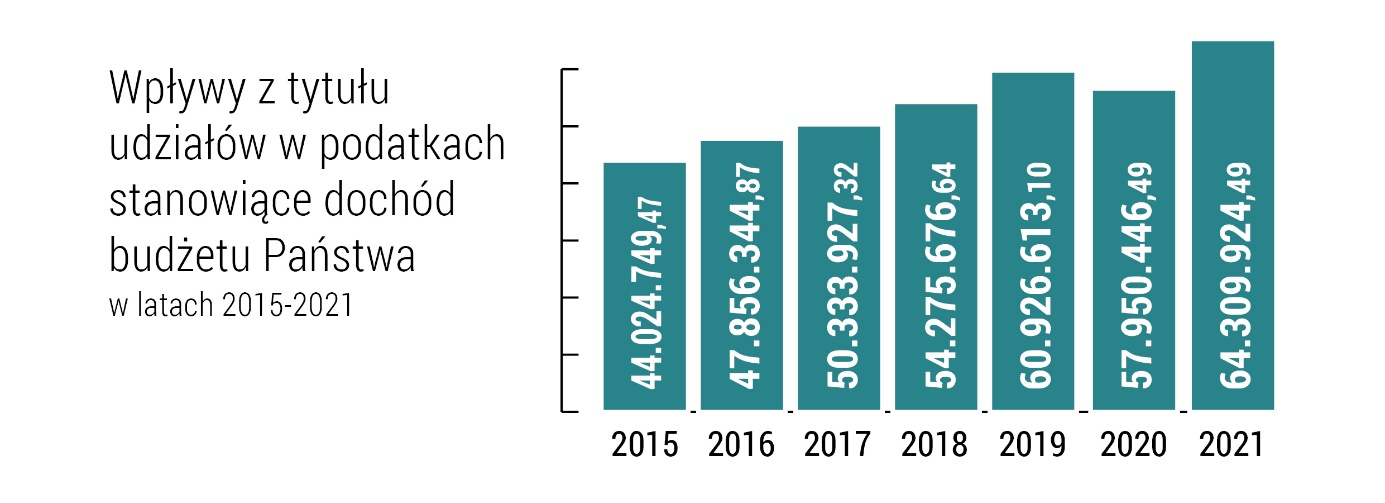 Wpływy z tytułu
udziałów w podatkach
stanowiące dochód
budżetu Państwa
w latach 2015-2021
44.024.749,47
47.856.344,87
50.333.927,32
54.275.676,64
60.926.613,10
57.950.446,49
64.309.924,49
2015 2016 2017 2018 2019 2020 2021